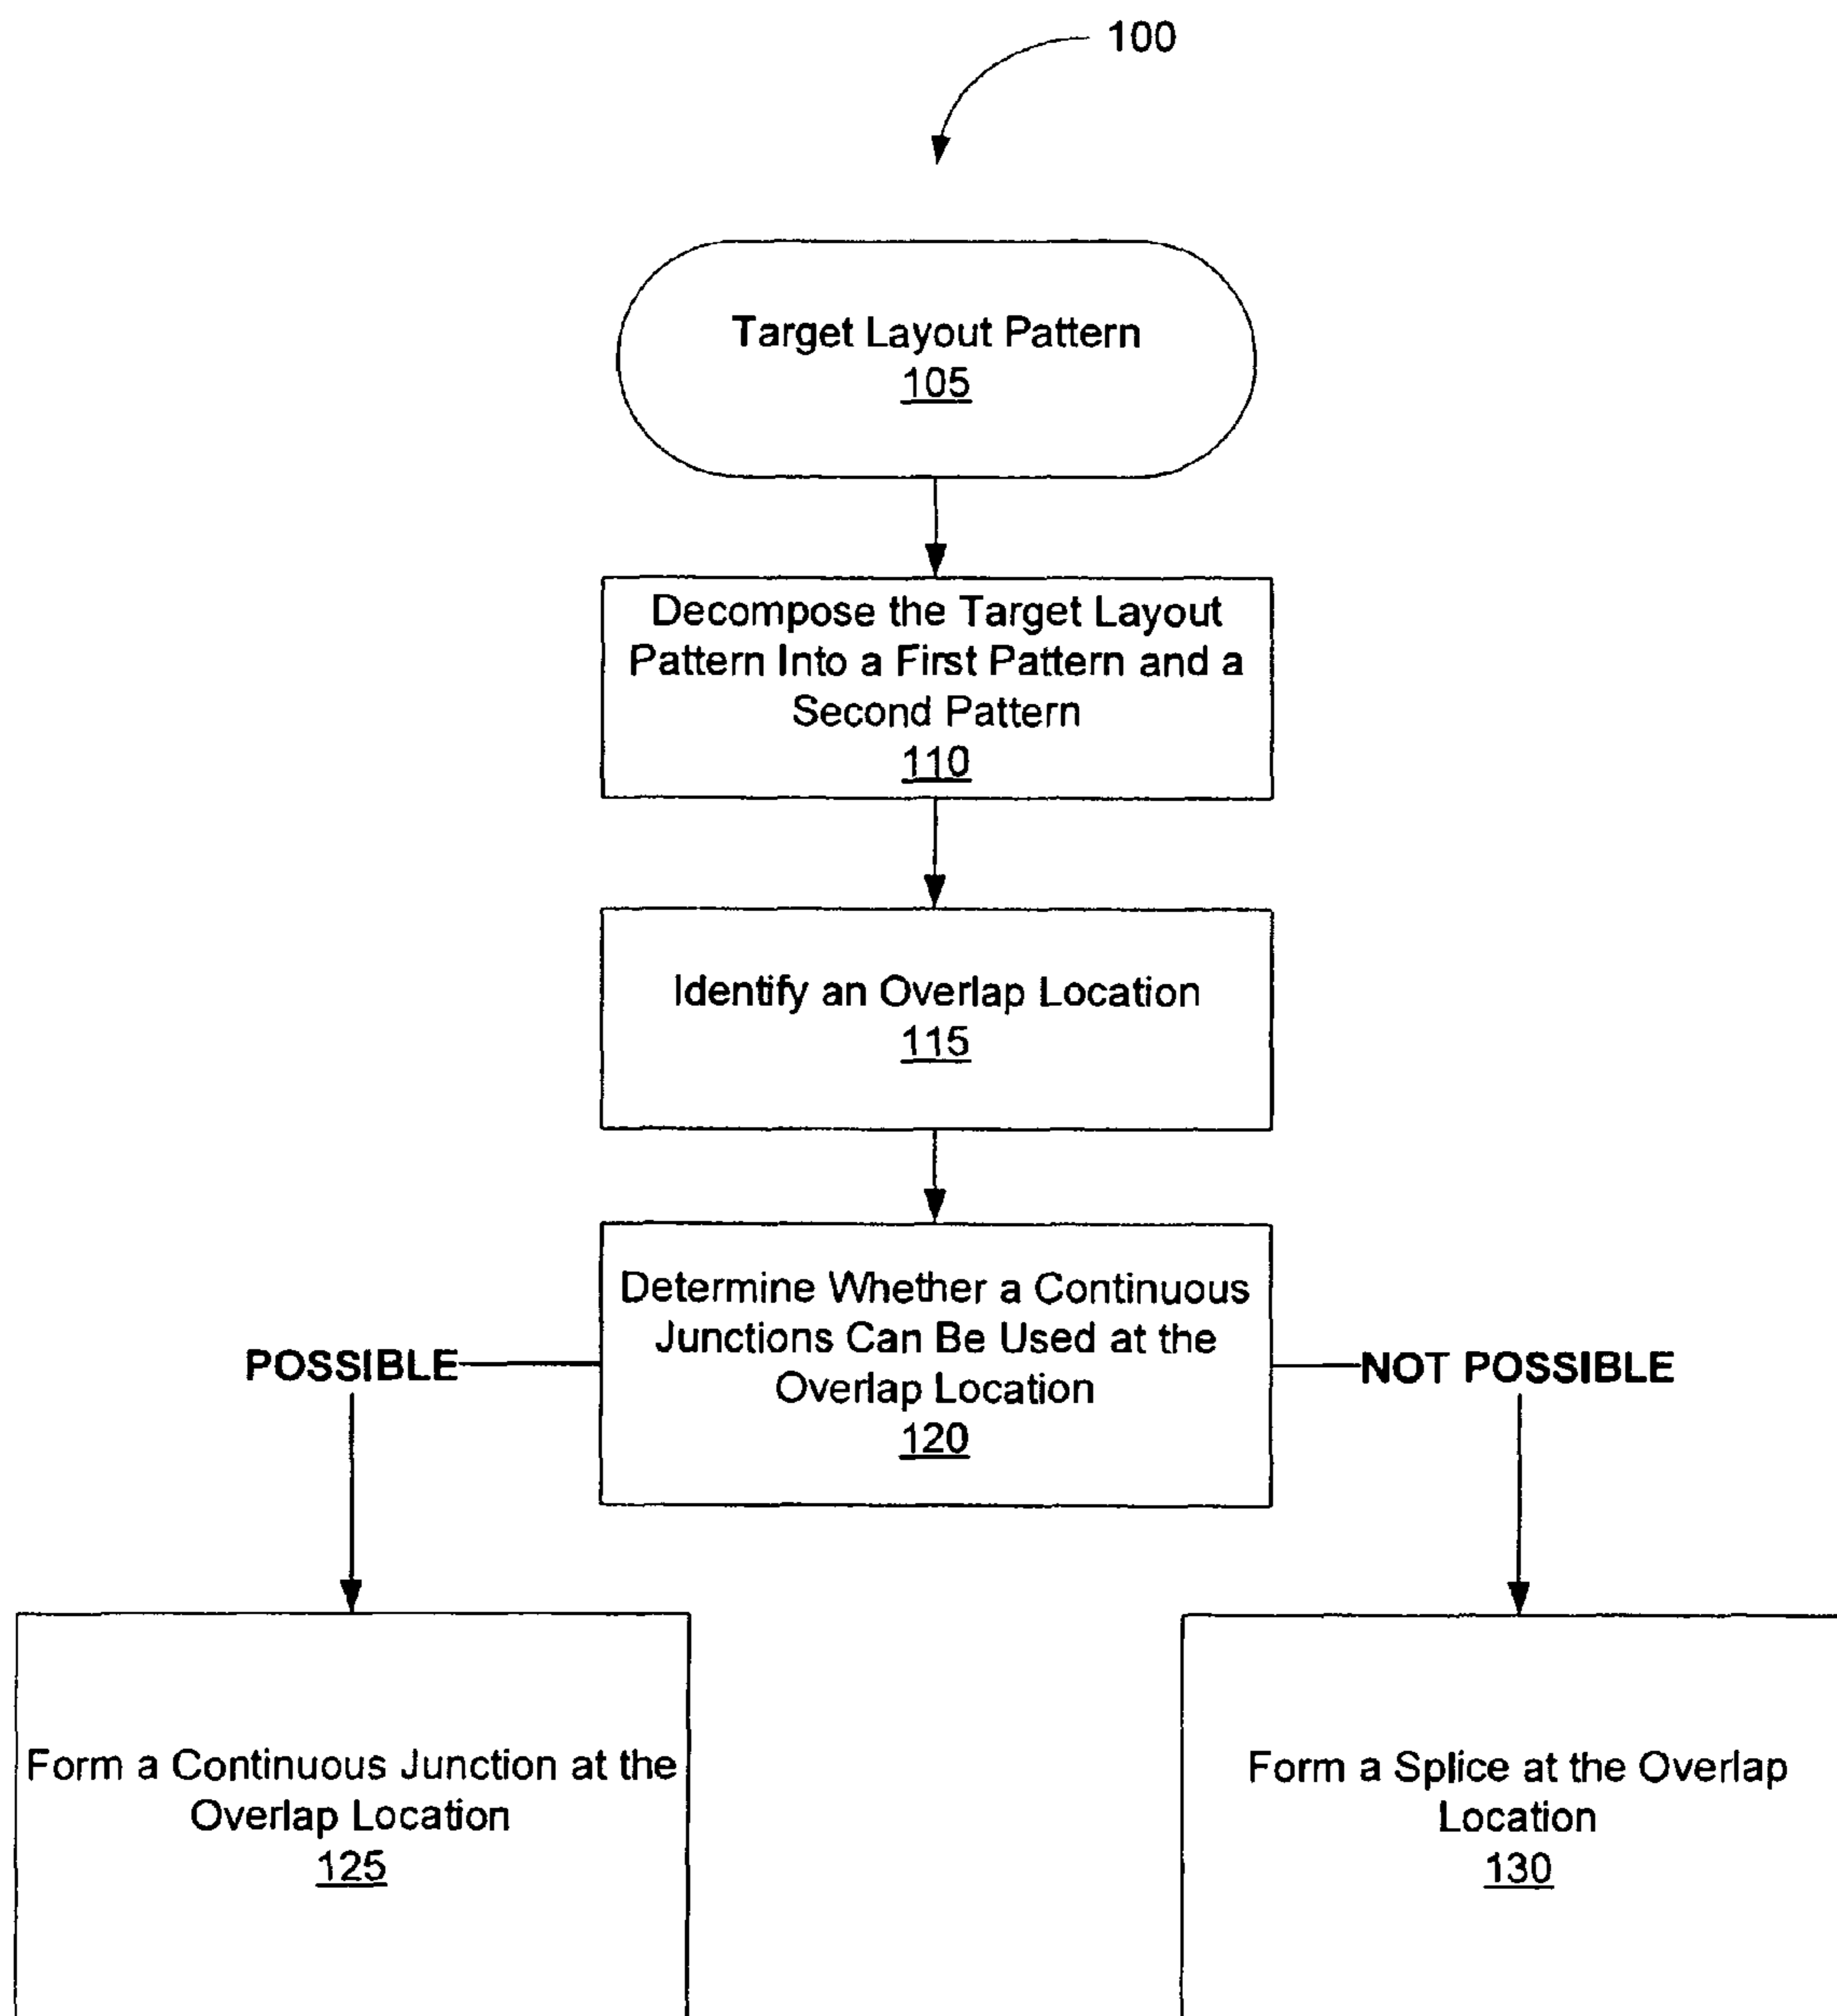 100
Target Layout Pattern
105
Decompose the Target Layout
Pattern Into a First Pattern and a
Second Pattern
110
Identify an Overlap Location
115
Determine Whether a Continuous
Junctions Can Be Used at the
Overlap Location
120
POSSIBLE
NOT POSSIBLE
Form a Continuous Junction at the
Overlap Location
125
Form a Splice at the Overlap
Location
130